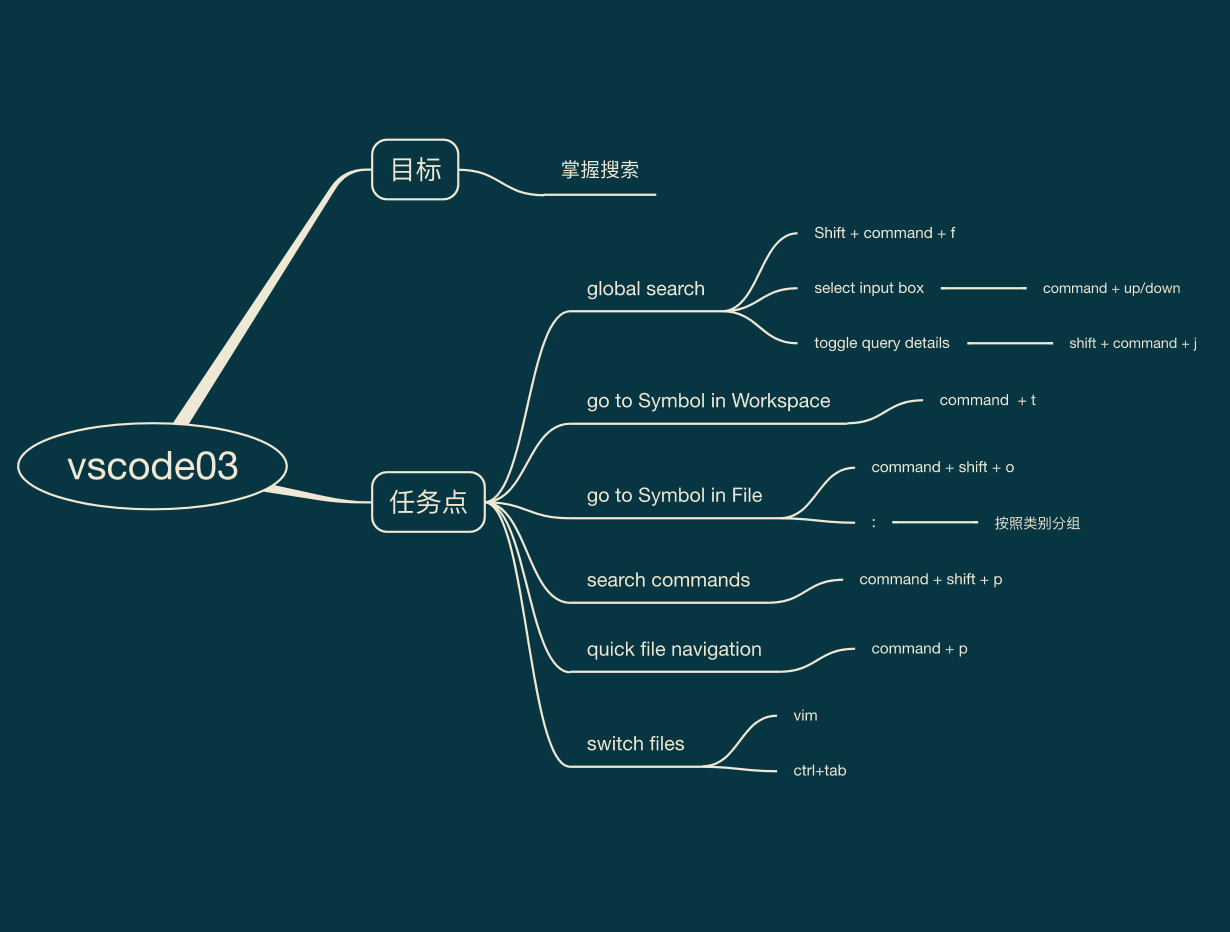 vscode03
目标
掌握搜索
任务点
global search
Shift + command + f
select input box
command + up/down
toggle query details
shift + command + j
go to Symbol in Workspace
command + t
go to Symbol in File
command + shift + o
:
按照类别分组
search commands
command + shift + p
quick file navigation
command + p
switch files
vim
ctrl+tab